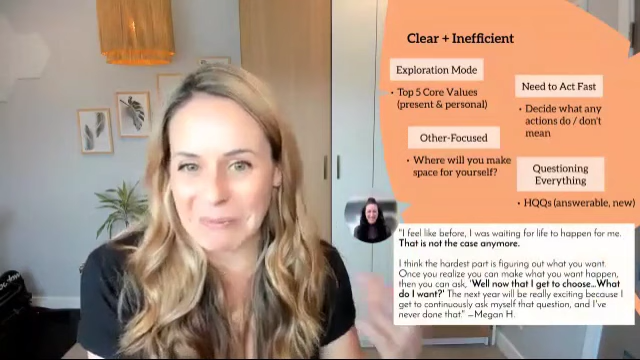 Clear + Inefficient
Exploration Mode
• Top 5 Core Values
(present & personal)
Need to Act Fast
• Decide what any
actions do / don't
mean
Other-Focused
• Where will you make
space for yourself?
Questioning
Everything
• HQQs (answerable, new)
"I feel like before, I was waiting for life to happen for me.
That is not the case anymore.
I think the hardest part is figuring out what you want.
Once you realize you can make what you want happen,
then you can ask, 'Well now that I get to choose...What
do I want?' The next year will be really exciting because I
get to continuously ask myself that question, and I've
never done that." —Megan H.